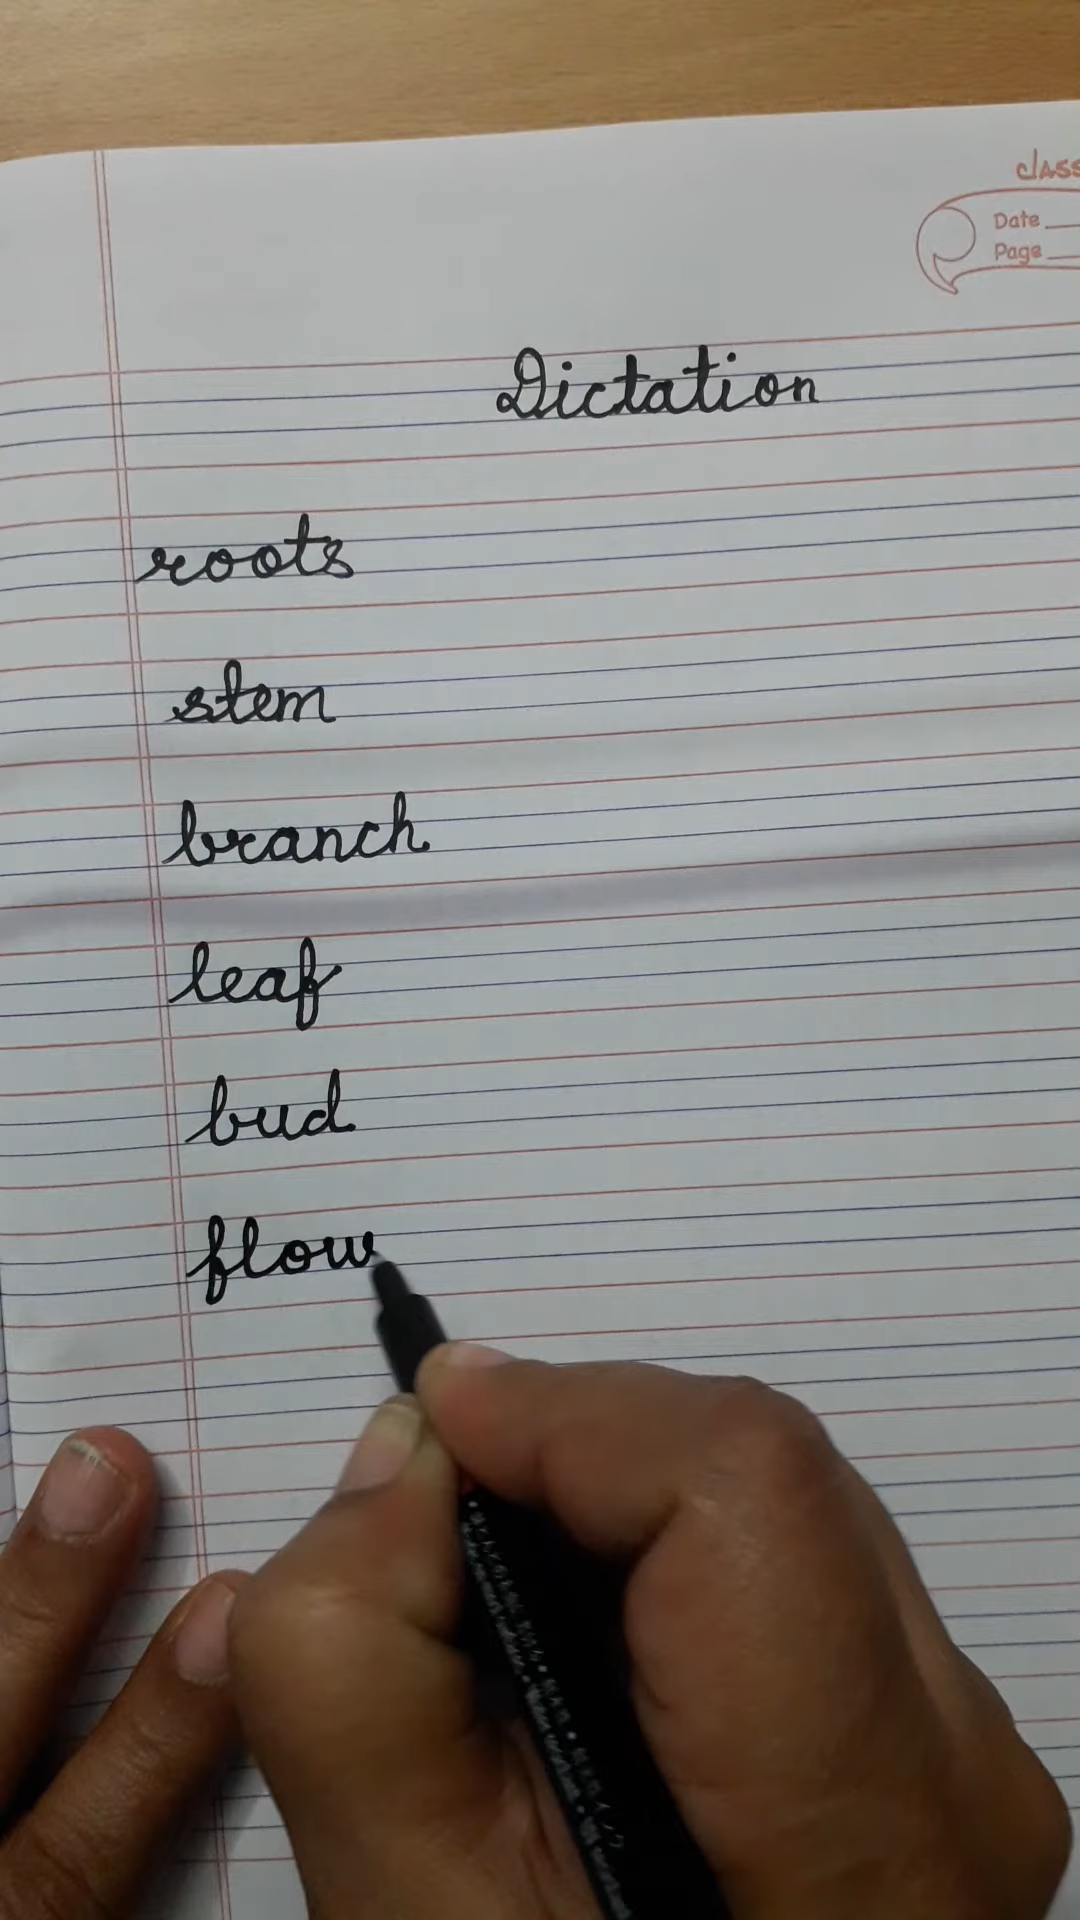 CLASS
Date
Page
Dictation
roots
stem
branch
leaf
bud
flow